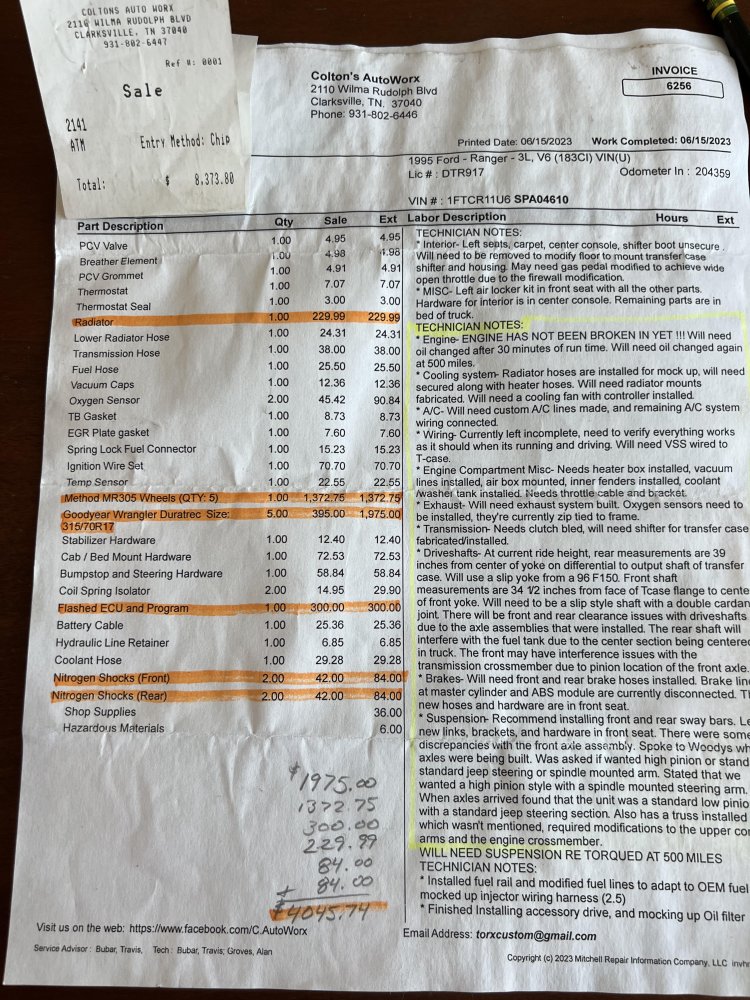 COLTONS AUTO WORX
2110 WILMA RUDOLPH BLVD
CLARKSVILLE, TN 37040
931-802-6447
Ref #: 0001
Sale
2141
ATM Entry Method: Chip
Total: $ 8,373.80
Colton's AutoWorx
2110 Wilma Rudolph Blvd
Clarksville, TN. 37040
Phone: 931-802-6446
INVOICE
6256
Printed Date: 06/15/2023 Work Completed: 06/15/2023
1995 Ford - Ranger - 3L, V6 (183CI) VIN(U)
Lic # : DTR917 Odometer In : 204359
VIN # : 1FTCR11U6 SPA04610
Part Description Qty Sale Ext
PCV Valve 1.00 4.95 4.95
Breather Element 1.00 4.98 4.98
PCV Grommet 1.00 4.91 4.91
Thermostat 1.00 7.07 7.07
Thermostat Seal 1.00 3.00 3.00
Radiator 1.00 229.99 229.99
Lower Radiator Hose 1.00 24.31 24.31
Transmission Hose 1.00 38.00 38.00
Fuel Hose 1.00 25.50 25.50
Vacuum Caps 1.00 12.36 12.36
Oxygen Sensor 2.00 45.42 90.84
TB Gasket 1.00 8.73 8.73
EGR Plate gasket 1.00 7.60 7.60
Spring Lock Fuel Connector 1.00 15.23 15.23
Ignition Wire Set 1.00 70.70 70.70
Temp Sensor 1.00 22.55 22.55
Method MR305 Wheels (QTY: 5) 1.00 1,372.75 1,372.75
Goodyear Wrangler Duratrec Size: 5.00 395.00 1,975.00
315/70R17
Stabilizer Hardware 1.00 12.40 12.40
Cab / Bed Mount Hardware 1.00 72.53 72.53
Bumpstop and Steering Hardware 1.00 58.84 58.84
Coil Spring Isolator 2.00 14.95 29.90
Flashed ECU and Program 1.00 300.00 300.00
Battery Cable 1.00 25.36 25.36
Hydraulic Line Retainer 1.00 6.85 6.85
Coolant Hose 1.00 29.28 29.28
Nitrogen Shocks (Front) 2.00 42.00 84.00
Nitrogen Shocks (Rear) 2.00 42.00 84.00
Shop Supplies 36.00
Hazardous Materials 6.00
$1975.00
1372.75
300.00
229.99
84.00
+ 84.00
$4045.74
Labor Description Hours Ext
TECHNICIAN NOTES:
* Interior- Left seats, carpet, center console, shifter boot unsecure .
Will need to be removed to modify floor to mount transfer case
shifter and housing. May need gas pedal modified to achieve wide
open throttle due to the firewall modification.
* MISC- Left air locker kit in front seat with all the other parts.
Hardware for interior is in center console. Remaining parts are in
bed of truck.
TECHNICIAN NOTES:
* Engine- ENGINE HAS NOT BEEN BROKEN IN YET !!! Will need
oil changed after 30 minutes of run time. Will need oil changed again
at 500 miles.
* Cooling system- Radiator hoses are installed for mock up, will need
secured along with heater hoses. Will need radiator mounts
fabricated. Will need a cooling fan with controller installed.
* A/C- Will need custom A/C lines made, and remaining A/C system
wiring connected.
* Wiring- Currently left incomplete, need to verify everything works
as it should when its running and driving. Will need VSS wired to
T-case.
* Engine Compartment Misc- Needs heater box installed, vacuum
lines installed, air box mounted, inner fenders installed, coolant
/washer tank installed. Needs throttle cable and bracket.
* Exhaust- Will need exhaust system built. Oxygen sensors need to
be installed, they're currently zip tied to frame.
* Transmission- Needs clutch bled, will need shifter for transfer case
fabricated/installed.
* Driveshafts- At current ride height, rear measurements are 39
inches from center of yoke on differential to output shaft of transfer
case. Will use a slip yoke from a 96 F150. Front shaft
measurements are 34 1/2 inches from face of Tcase flange to cente
of front yoke. Will need to be a slip style shaft with a double cardan
joint. There will be front and rear clearance issues with driveshafts
due to the axle assemblies that were installed. The rear shaft will
interfere with the fuel tank due to the center section being centered
in truck. The front may have interference issues with the
transmission crossmember due to pinion location of the front axle.
* Brakes- Will need front and rear brake hoses installed. Brake line
at master cylinder and ABS module are currently disconnected. Th
new hoses and hardware are in front seat.
* Suspension- Recommend installing front and rear sway bars. Le
new links, brackets, and hardware in front seat. There were some
discrepancies with the front axle assembly. Spoke to Woodys wh
axles were being built. Was asked if wanted high pinion or stand
standard jeep steering or spindle mounted arm. Stated that we
wanted a high pinion style with a spindle mounted steering arm.
When axles arrived found that the unit was a standard low pinio
with a standard jeep steering section. Also has a truss installed
which wasn't mentioned, required modifications to the upper con
arms and the engine crossmember.
WILL NEED SUSPENSION RE TORQUED AT 500 MILES
TECHNICIAN NOTES:
* Installed fuel rail and modified fuel lines to adapt to OEM fuel
mocked up injector wiring harness (2.5)
* Finished Installing accessory drive, and mocking up Oil filter
Visit us on the web: https://www.facebook.com/C.AutoWorx
Email Address: torxcustom@gmail.com
Service Advisor : Bubar, Travis, Tech : Bubar, Travis; Groves, Alan
Copyright (c) 2023 Mitchell Repair Information Company, LLC invhr